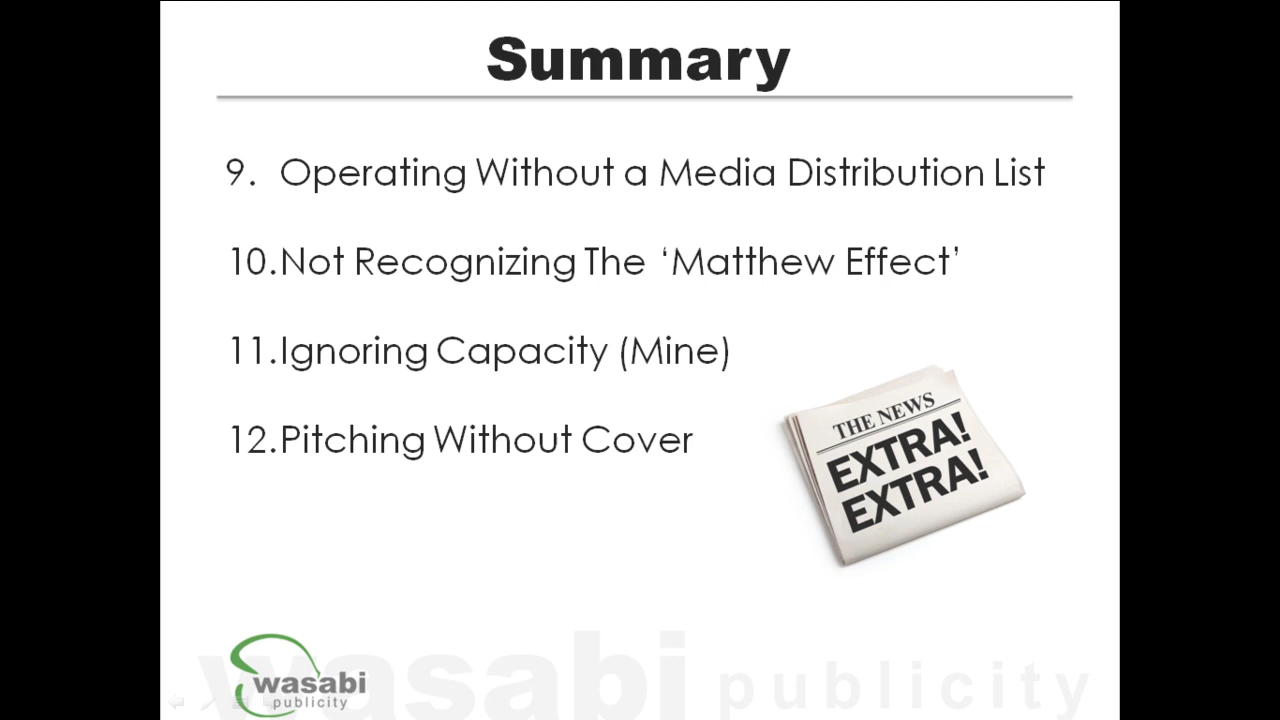 Summary
9. Operating Without a Media Distribution List
10.Not Recognizing The ‘Matthew Effect’
11.Ignoring Capacity (Mine)
12.Pitching Without Cover
THE NEWS
EXTRA!
EXTRA!
wasabi
publicity
wasabi publicity